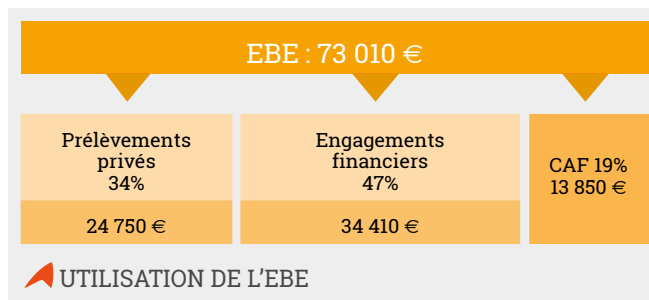 EBE : 73 010 €
Prélèvements
privés
34%
24 750 €
Engagements
financiers
47%
34 410 €
CAF 19%
13 850 €
UTILISATION DE L’EBE